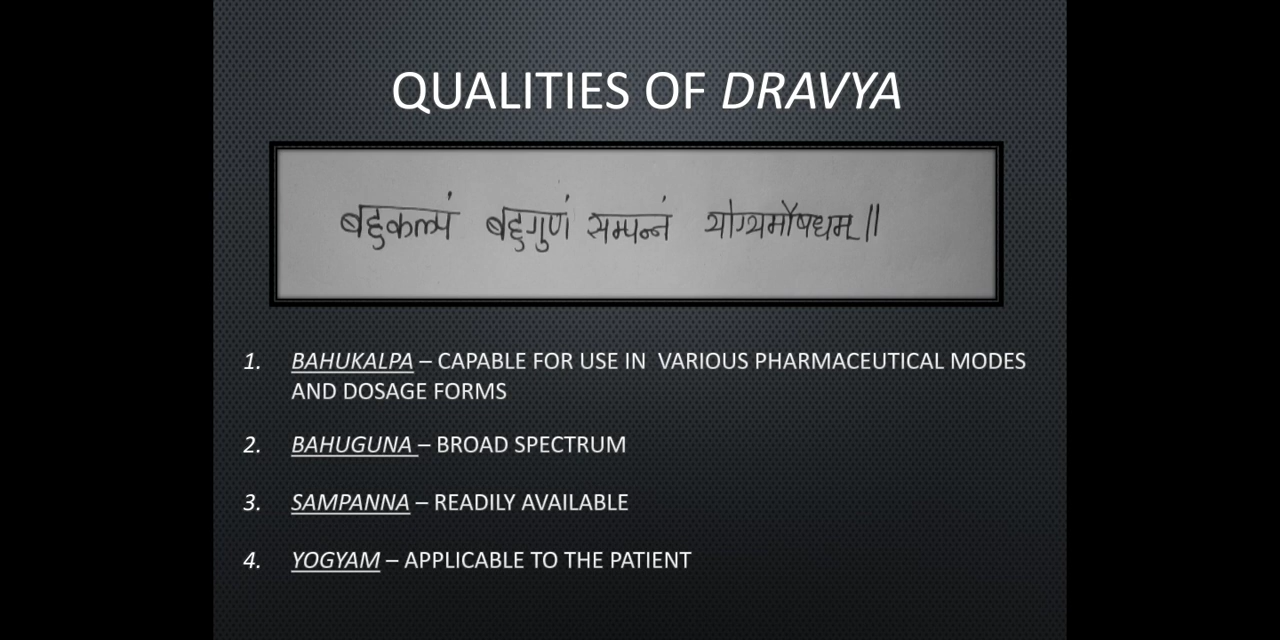 QUALITIES OF DRAVYA
बहुकल्पं बहुगुणं सम्पन्नं योग्यमौषधम् ||
1. BAHUKALPA – CAPABLE FOR USE IN VARIOUS PHARMACEUTICAL MODES
AND DOSAGE FORMS
2. BAHUGUNA – BROAD SPECTRUM
3. SAMPANNA – READILY AVAILABLE
4. YOGYAM – APPLICABLE TO THE PATIENT